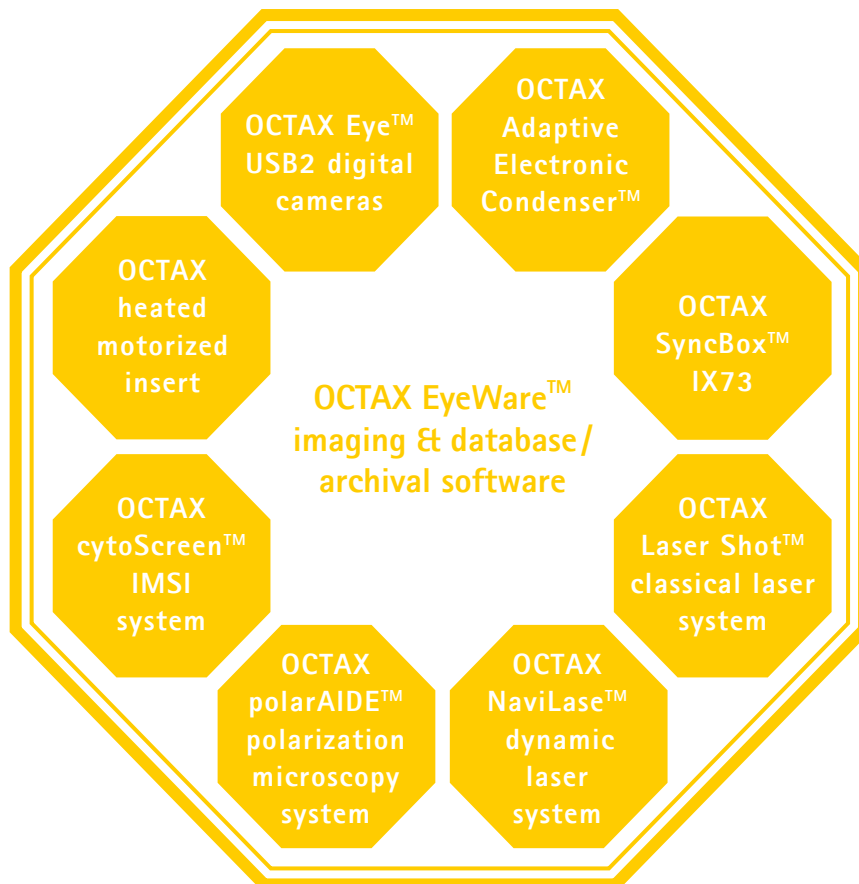 OCTAX Eye™
USB2 digital
cameras
OCTAX
Adaptive
Electronic
Condenser™
OCTAX
heated
motorized
insert
OCTAX
SyncBox™
IX73
OCTAX EyeWare™
imaging & database/
archival software
OCTAX
cytoScreen™
IMSI
system
OCTAX
Laser Shot™
classical laser
system
OCTAX
polarAIDE™
polarization
microscopy
system
OCTAX
NaviLase™
dynamic
laser
system